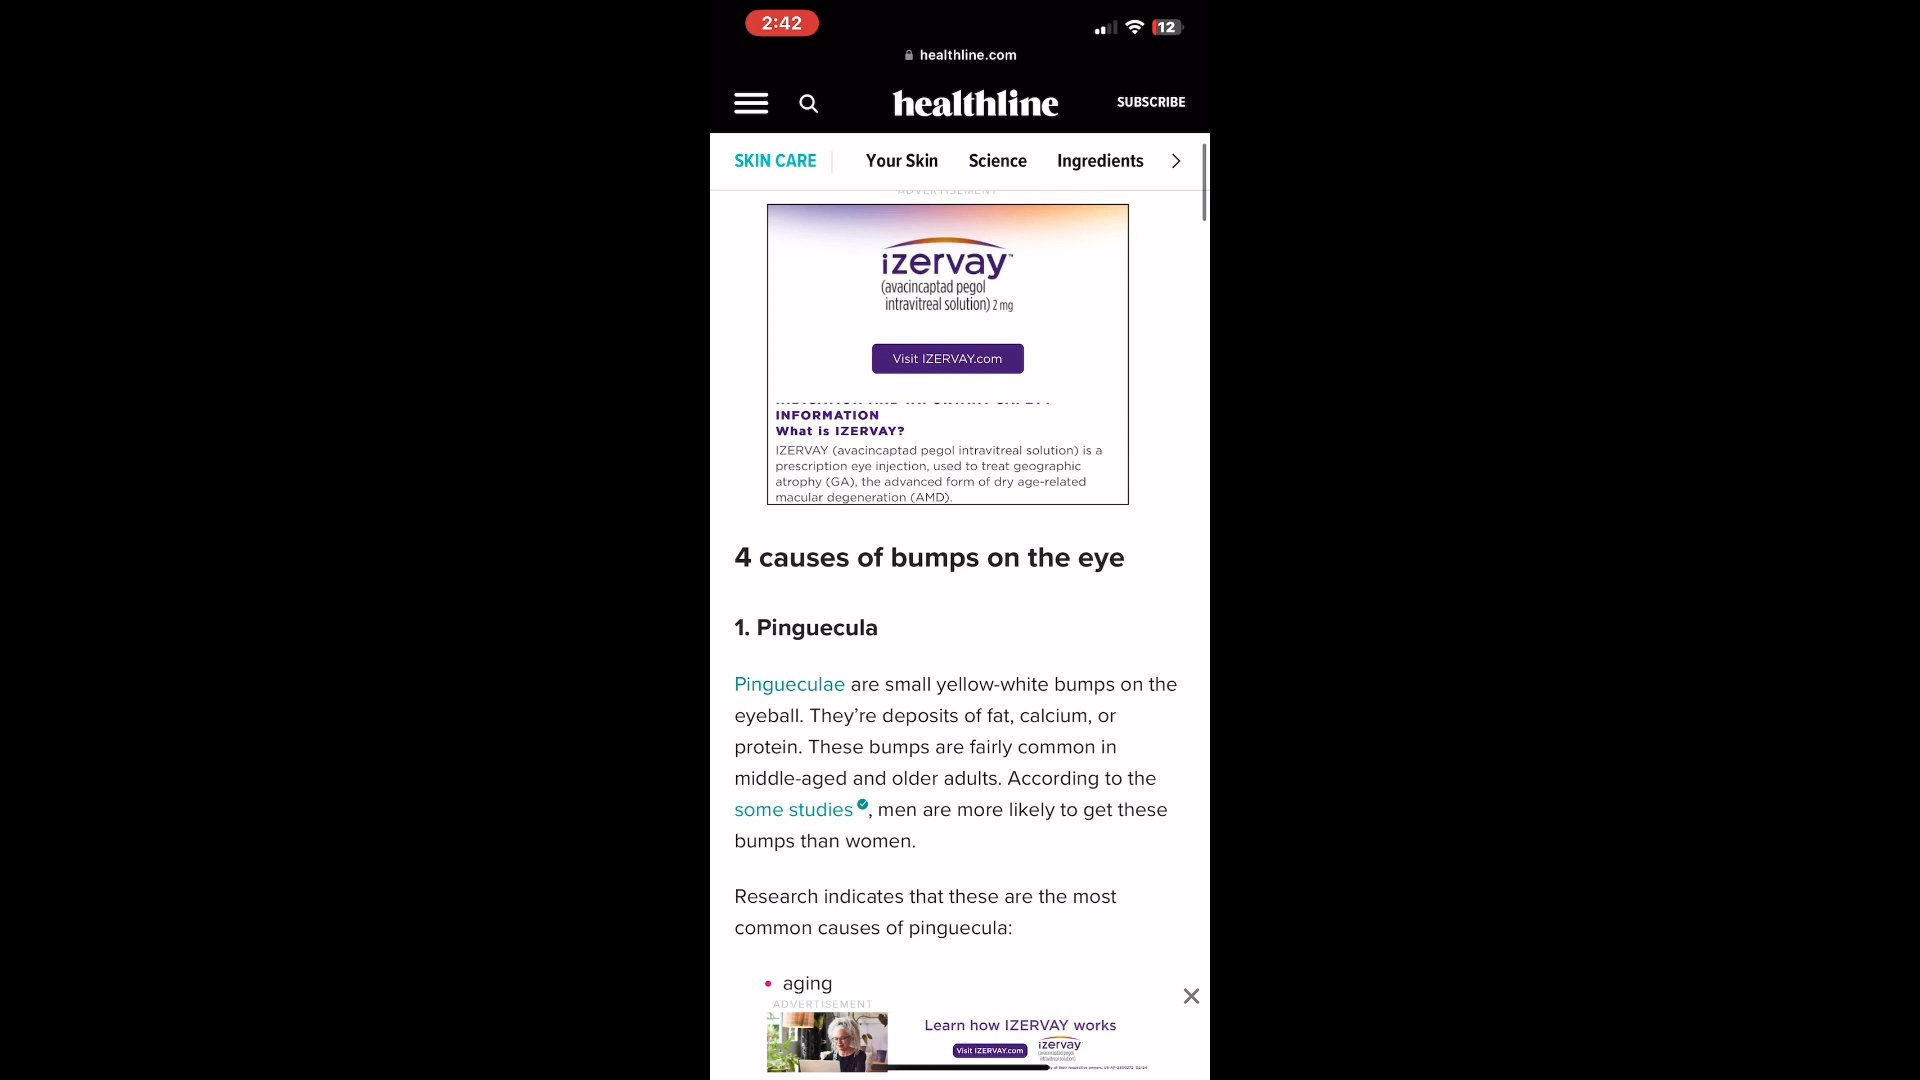 2:42
12
healthline.com
healthline
SUBSCRIBE
SKIN CARE
Your Skin
Science
Ingredients
ADVERTISEMENT
izervay™
(avacincaptad pegol
intravitreal solution) 2 mg
Visit IZERVAY.com
INFORMATION
What is IZERVAY?
IZERVAY (avacincaptad pegol intravitreal solution) is a
prescription eye injection, used to treat geographic
atrophy (GA), the advanced form of dry age-related
macular degeneration (AMD).
4 causes of bumps on the eye
1. Pinguecula
Pingueculae are small yellow-white bumps on the
eyeball. They’re deposits of fat, calcium, or
protein. These bumps are fairly common in
middle-aged and older adults. According to the
some studies, men are more likely to get these
bumps than women.
Research indicates that these are the most
common causes of pinguecula:
• aging
ADVERTISEMENT
Learn how IZERVAY works
Visit IZERVAY.com
izervay